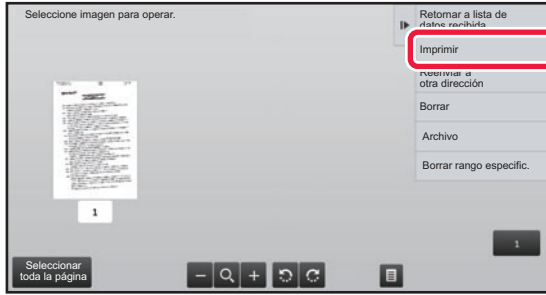 Seleccione imagen para operar.
Retornar a lista de
datos recibida
Imprimir
Reenviar a
otra dirección
Borrar
Archivo
Borrar rango especific.
1
1
Seleccionar
toda la página